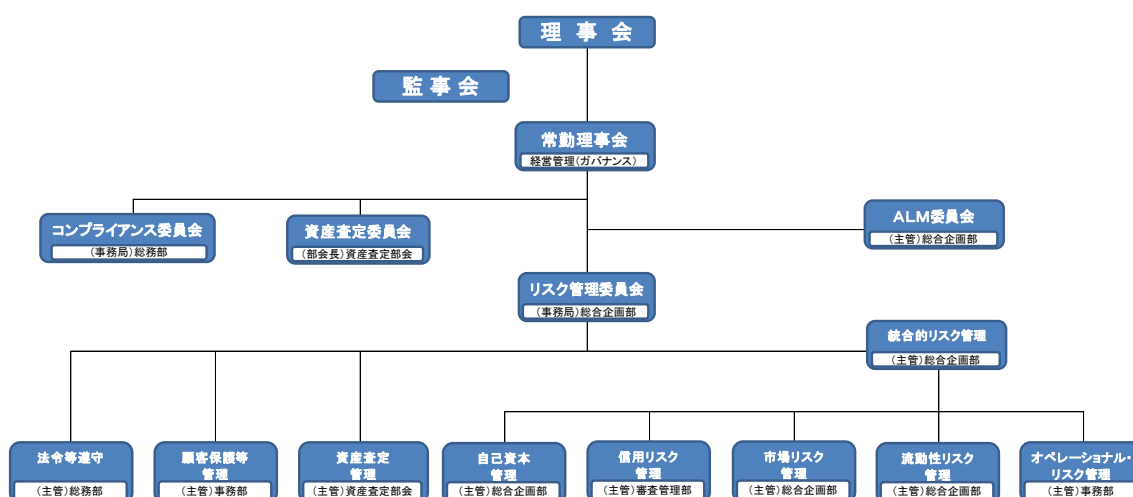 理事会
監事会
常勤理事会
経営管理(ガバナンス)
コンプライアンス委員会
(事務局)総務部
資産査定委員会
(部会長)資産査定部会
ALM委員会
(主管)総合企画部
リスク管理委員会
(事務局)総合企画部
統合的リスク管理
(主管)総合企画部
法令等遵守
(主管)総務部
顧客保護等
管理
(主管)事務部
資産査定
管理
(主管)資産査定部会
自己資本
管理
(主管)総合企画部
信用リスク
管理
(主管)審査管理部
市場リスク
管理
(主管)総合企画部
流動性リスク
管理
(主管)総合企画部
オペレーショナル・
リスク管理
(主管)事務部